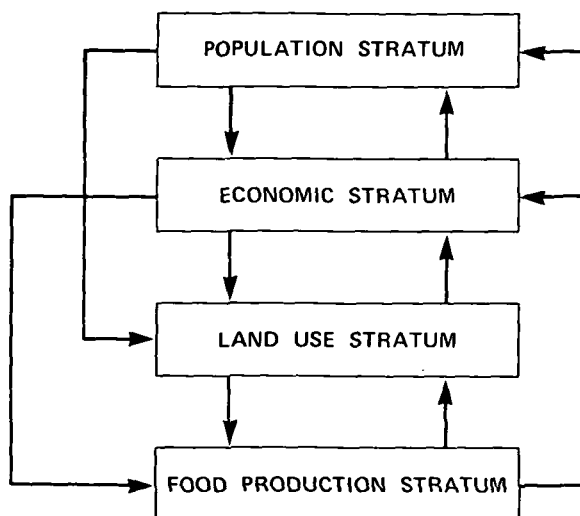 POPULATION STRATUM
ECONOMIC STRATUM
LAND USE STRATUM
FOOD PRODUCTION STRATUM